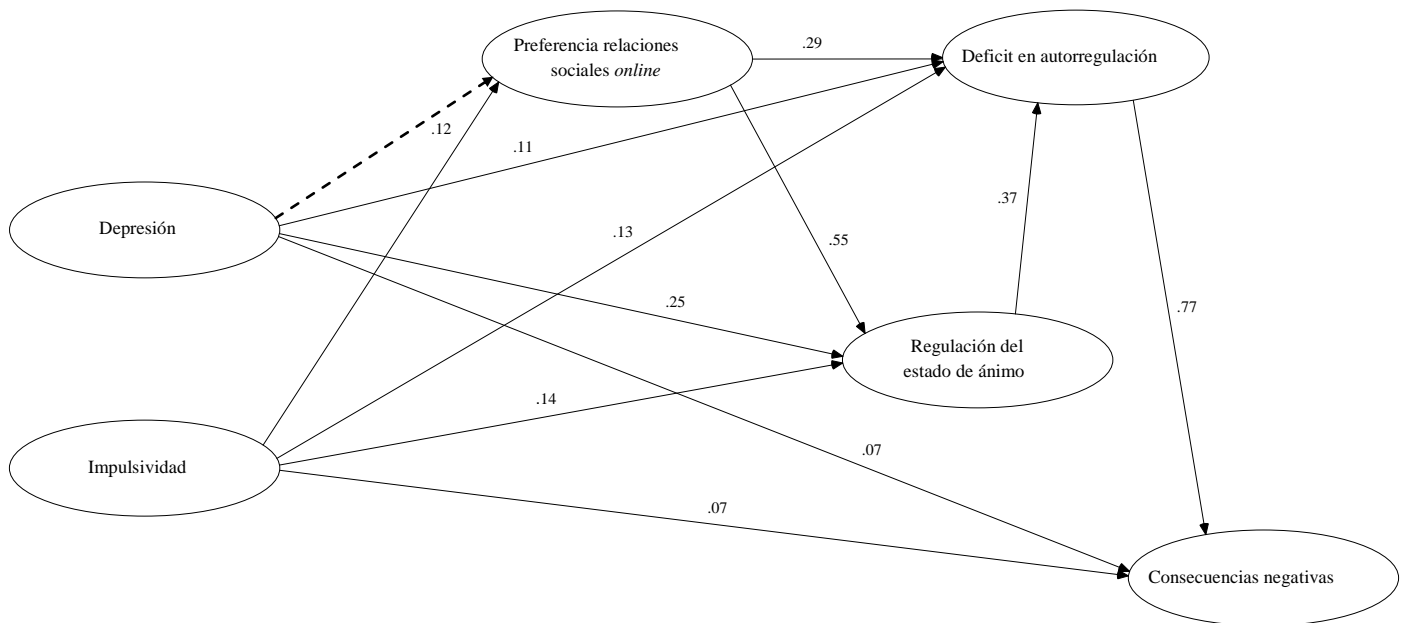 Preferencia relaciones
sociales online
.29
Deficit en autorregulación
.12
.11
.37
Depresión
.13
.55
.25
.77
Regulación del
estado de ánimo
.14
Impulsividad
.07
.07
Consecuencias negativas